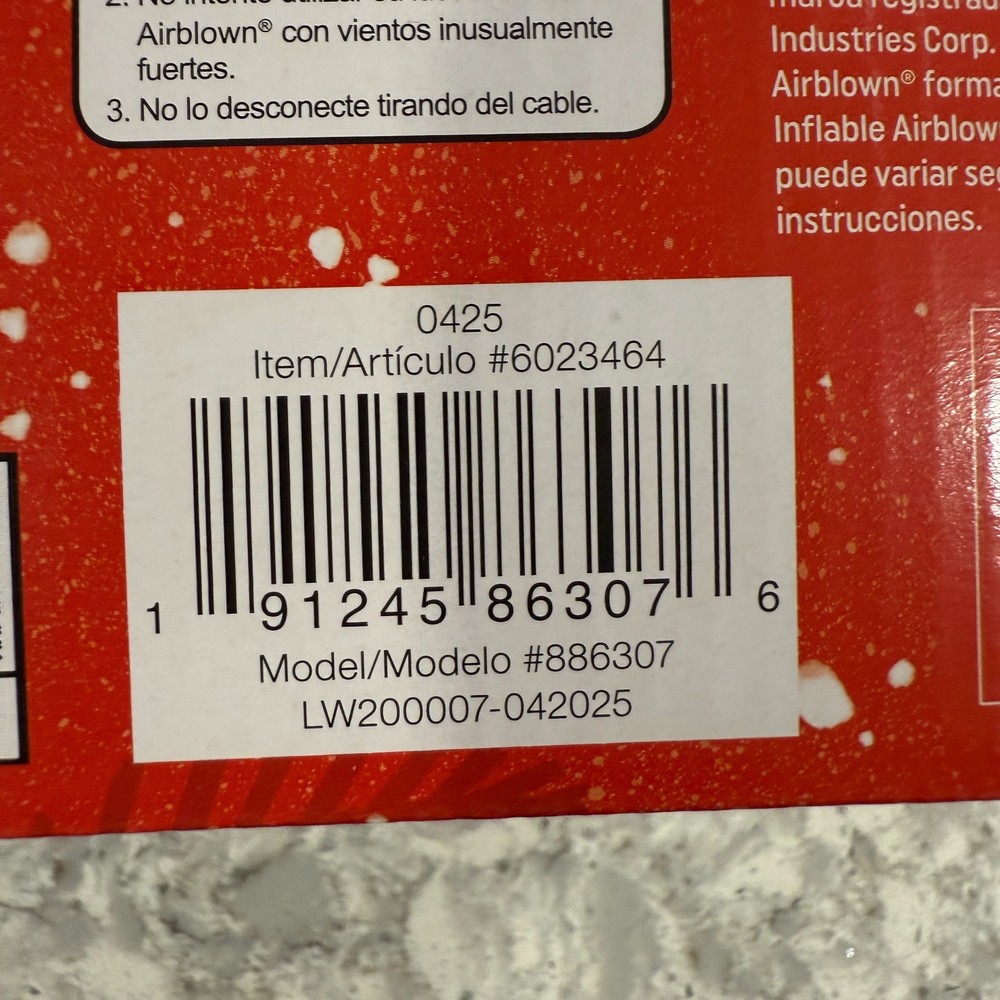 Airblown® con vientos inusualmente
fuertes.
3. No lo desconecte tirando del cable.
Industries Corp.
Airblown® forma
Inflable Airblow
puede variar
instrucciones.
0425
Item/Artículo #6023464
1 91245 86307 6
Model/Modelo #886307
LW200007-042025